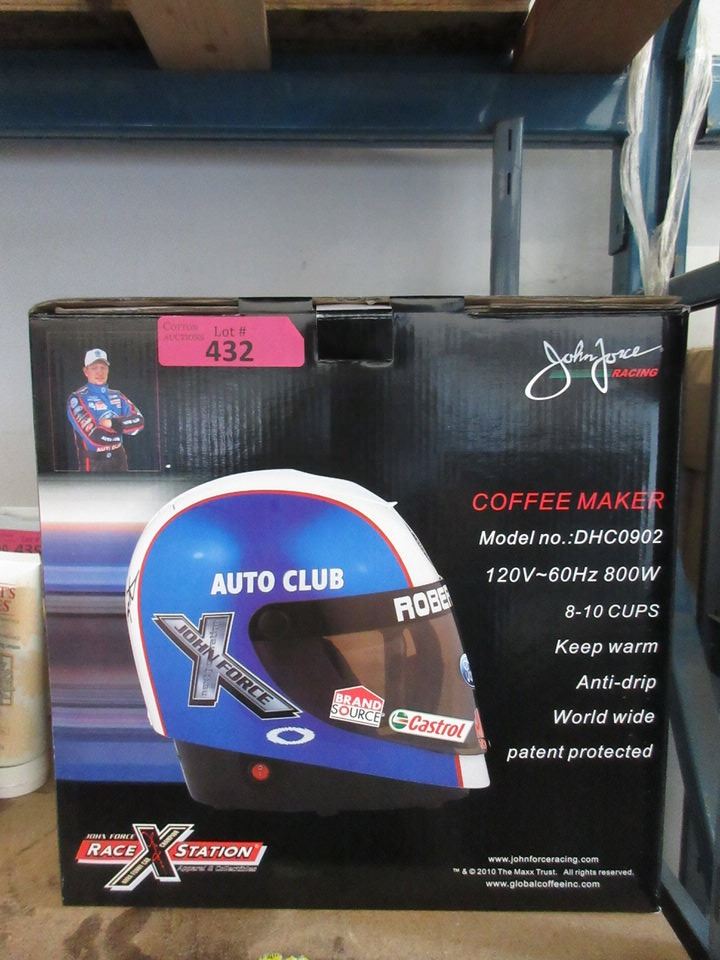 COTTON
AUCTIONS
Lot #
432
John Force
RACING
AUTO CLUB
COFFEE MAKER
Model no.:DHC0902
120V~60Hz 800W
8-10 CUPS
Keep warm
Anti-drip
World wide
patent protected
AUTO CLUB
ROBE
JOHN FORCE
BRAND
SOURCE
Castrol
JOHN FORCE
RACE X STATION
Apparel & Collectibles
www.johnforceracing.com
™ & © 2010 The Maxx Trust. All rights reserved.
www.globalcoffeeinc.com